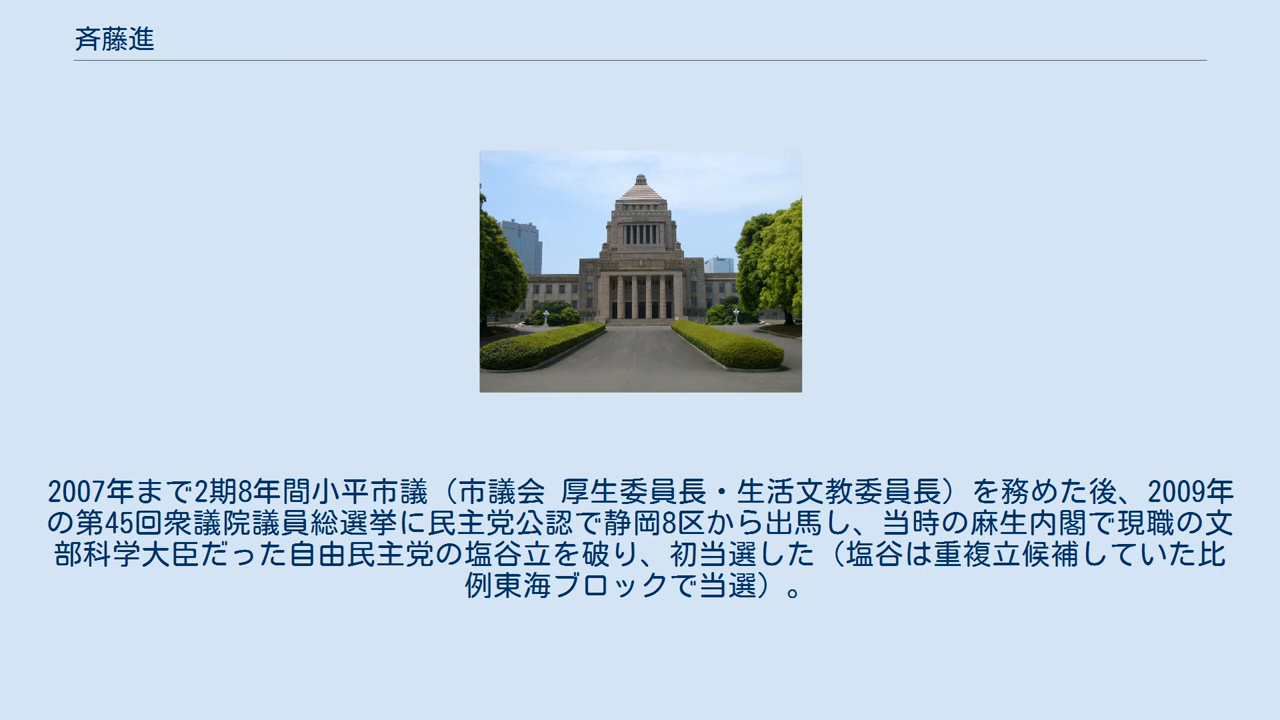 斉藤進
2007年まで2期8年間小平市議（市議会 厚生委員長・生活文教委員長）を務めた後、2009年
の第45回衆議院議員総選挙に民主党公認で静岡8区から出馬し、当時の麻生内閣で現職の文
部科学大臣だった自由民主党の塩谷立を破り、初当選した（塩谷は重複立候補していた比
例東海ブロックで当選）。